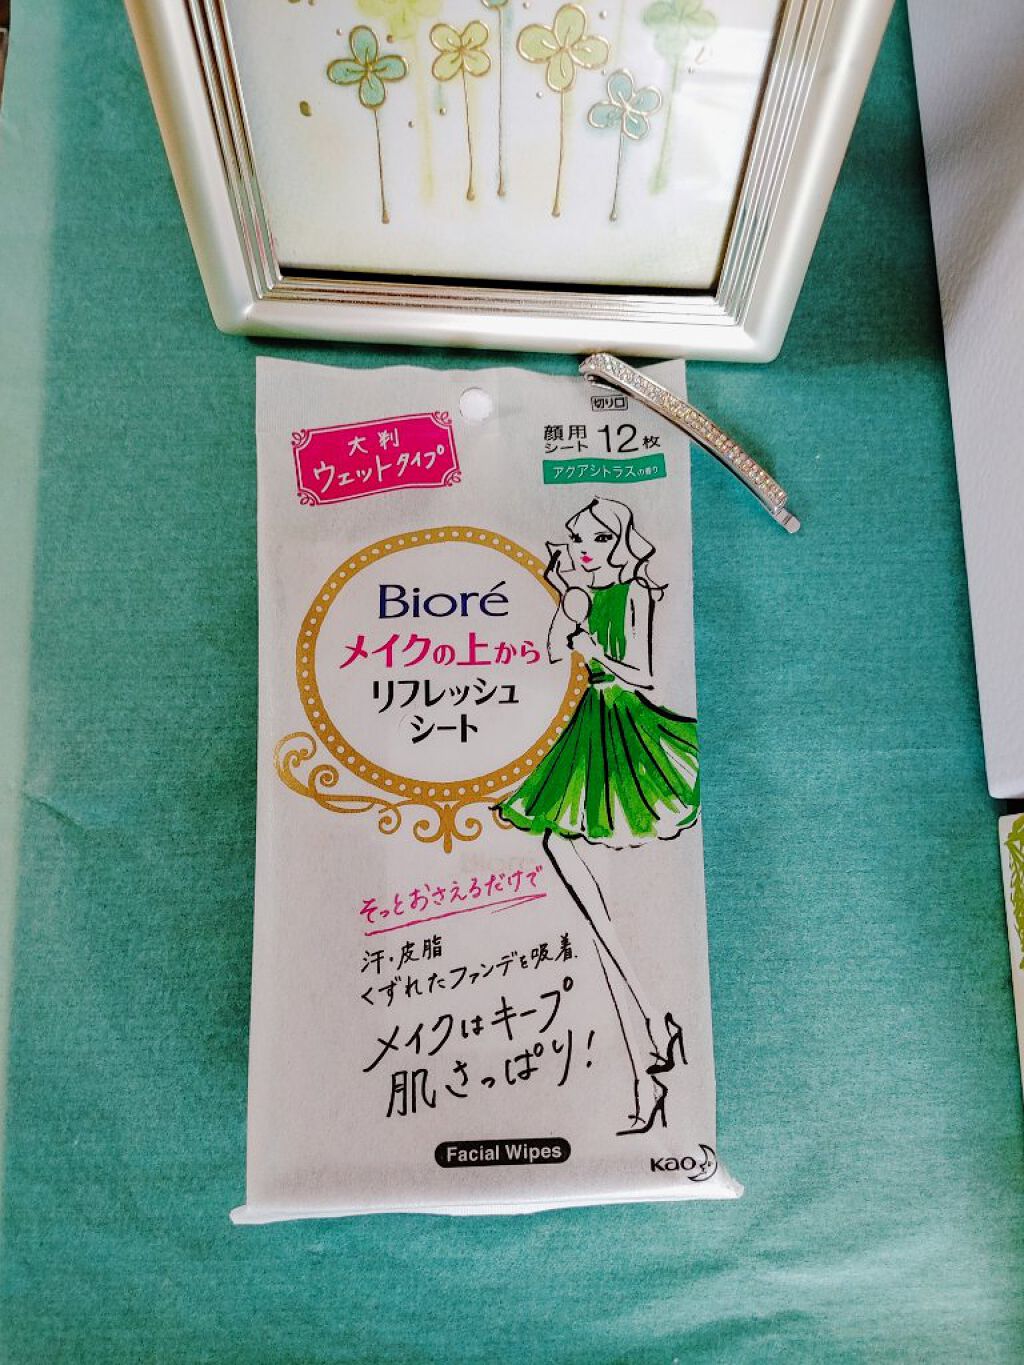 大判
ウェットタイプ
切り口
顔用
シート 12枚
アクアシトラスの香り
Bioré
メイクの上から
リフレッシュ
シート
そっとおさえるだけで
汗・皮脂
くずれたファンデを吸着。
メイクはキープ
肌さっぱり!
Facial Wipes
Kao